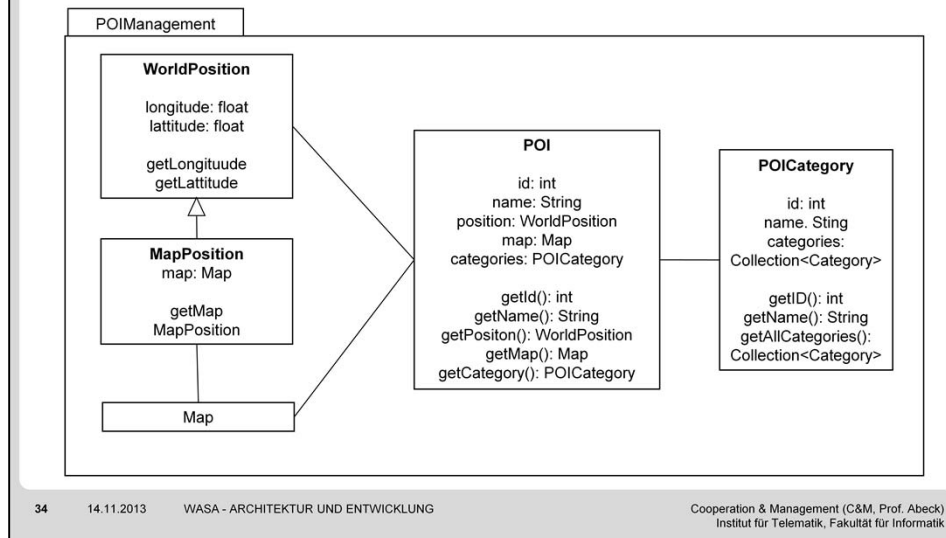 POIManagement
WorldPosition
longitude: float
lattitude: float
getLongituude
getLattitude
MapPosition
map: Map
getMap
MapPosition
Map
POI
id: int
name: String
position: WorldPosition
map: Map
categories: POICategory
getId(): int
getName(): String
getPositon(): WorldPosition
getMap(): Map
getCategory(): POICategory
POICategory
id: int
name. Sting
categories:
Collection<Category>
getID(): int
getName(): String
getAllCategories():
Collection<Category>
34 14.11.2013 WASA - ARCHITEKTUR UND ENTWICKLUNG
Cooperation & Management (C&M, Prof. Abeck)
Institut für Telematik, Fakultät für Informatik